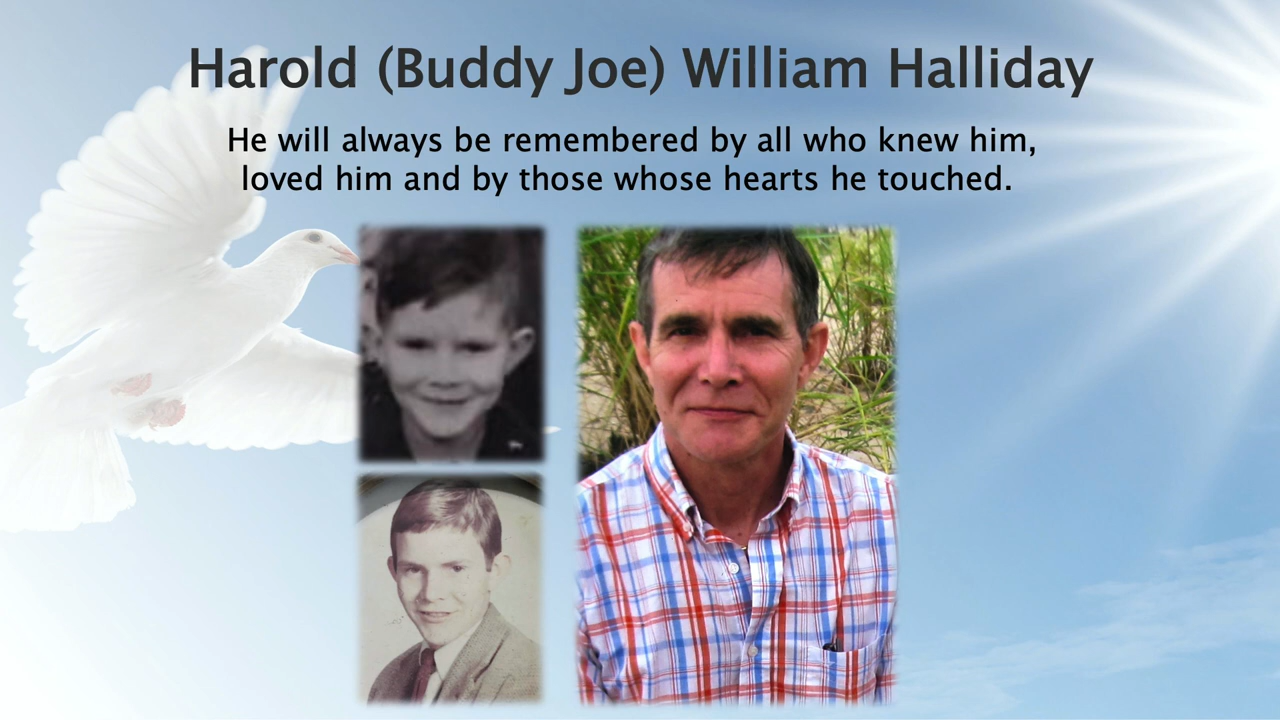 Harold (Buddy Joe) William Halliday
He will always be remembered by all who knew him,
loved him and by those whose hearts he touched.